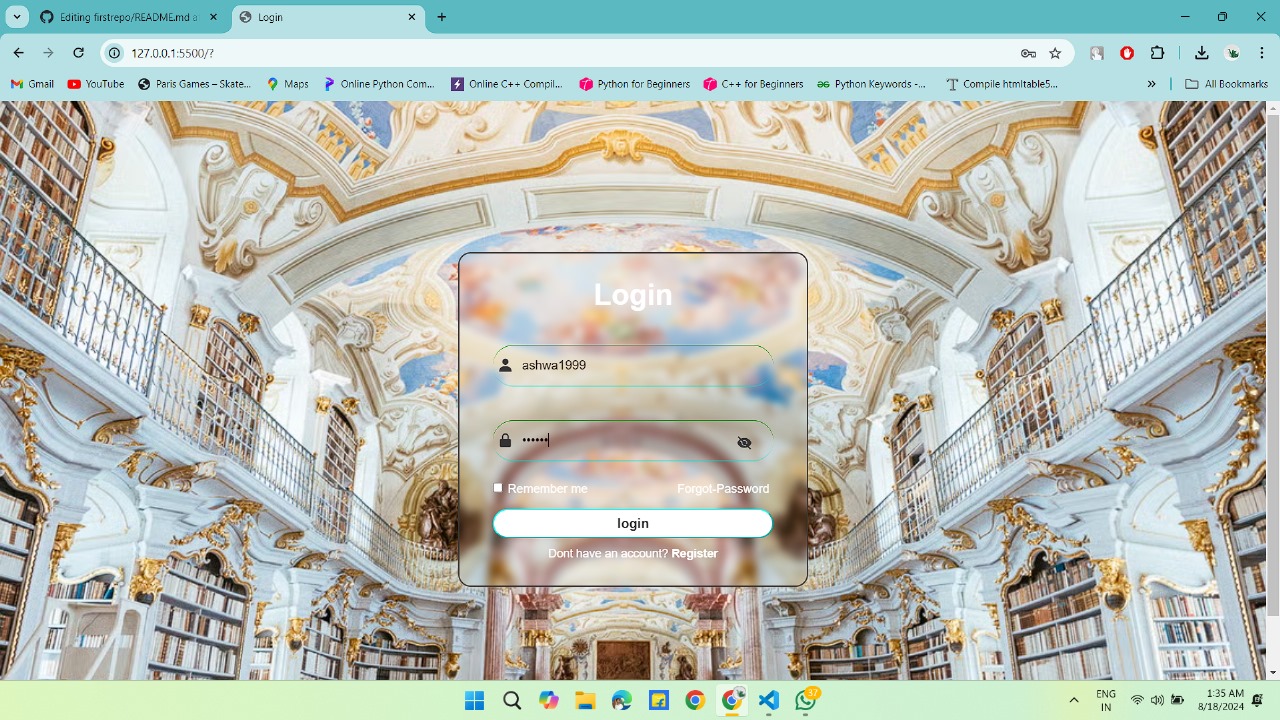 Editing firstrepo/README.md a
Login
127.0.0.1:5500/?
Gmail
YouTube
Paris Games – Skate...
Maps
Online Python Com...
Online C++ Compil...
Python for Beginners
C++ for Beginners
Python Keywords -...
Compile htmltable5...
»
All Bookmarks
Login
ashwa1999
••••••
Remember me
Forgot-Password
login
Dont have an account? Register
37
ENG
IN
1:35 AM
8/18/2024